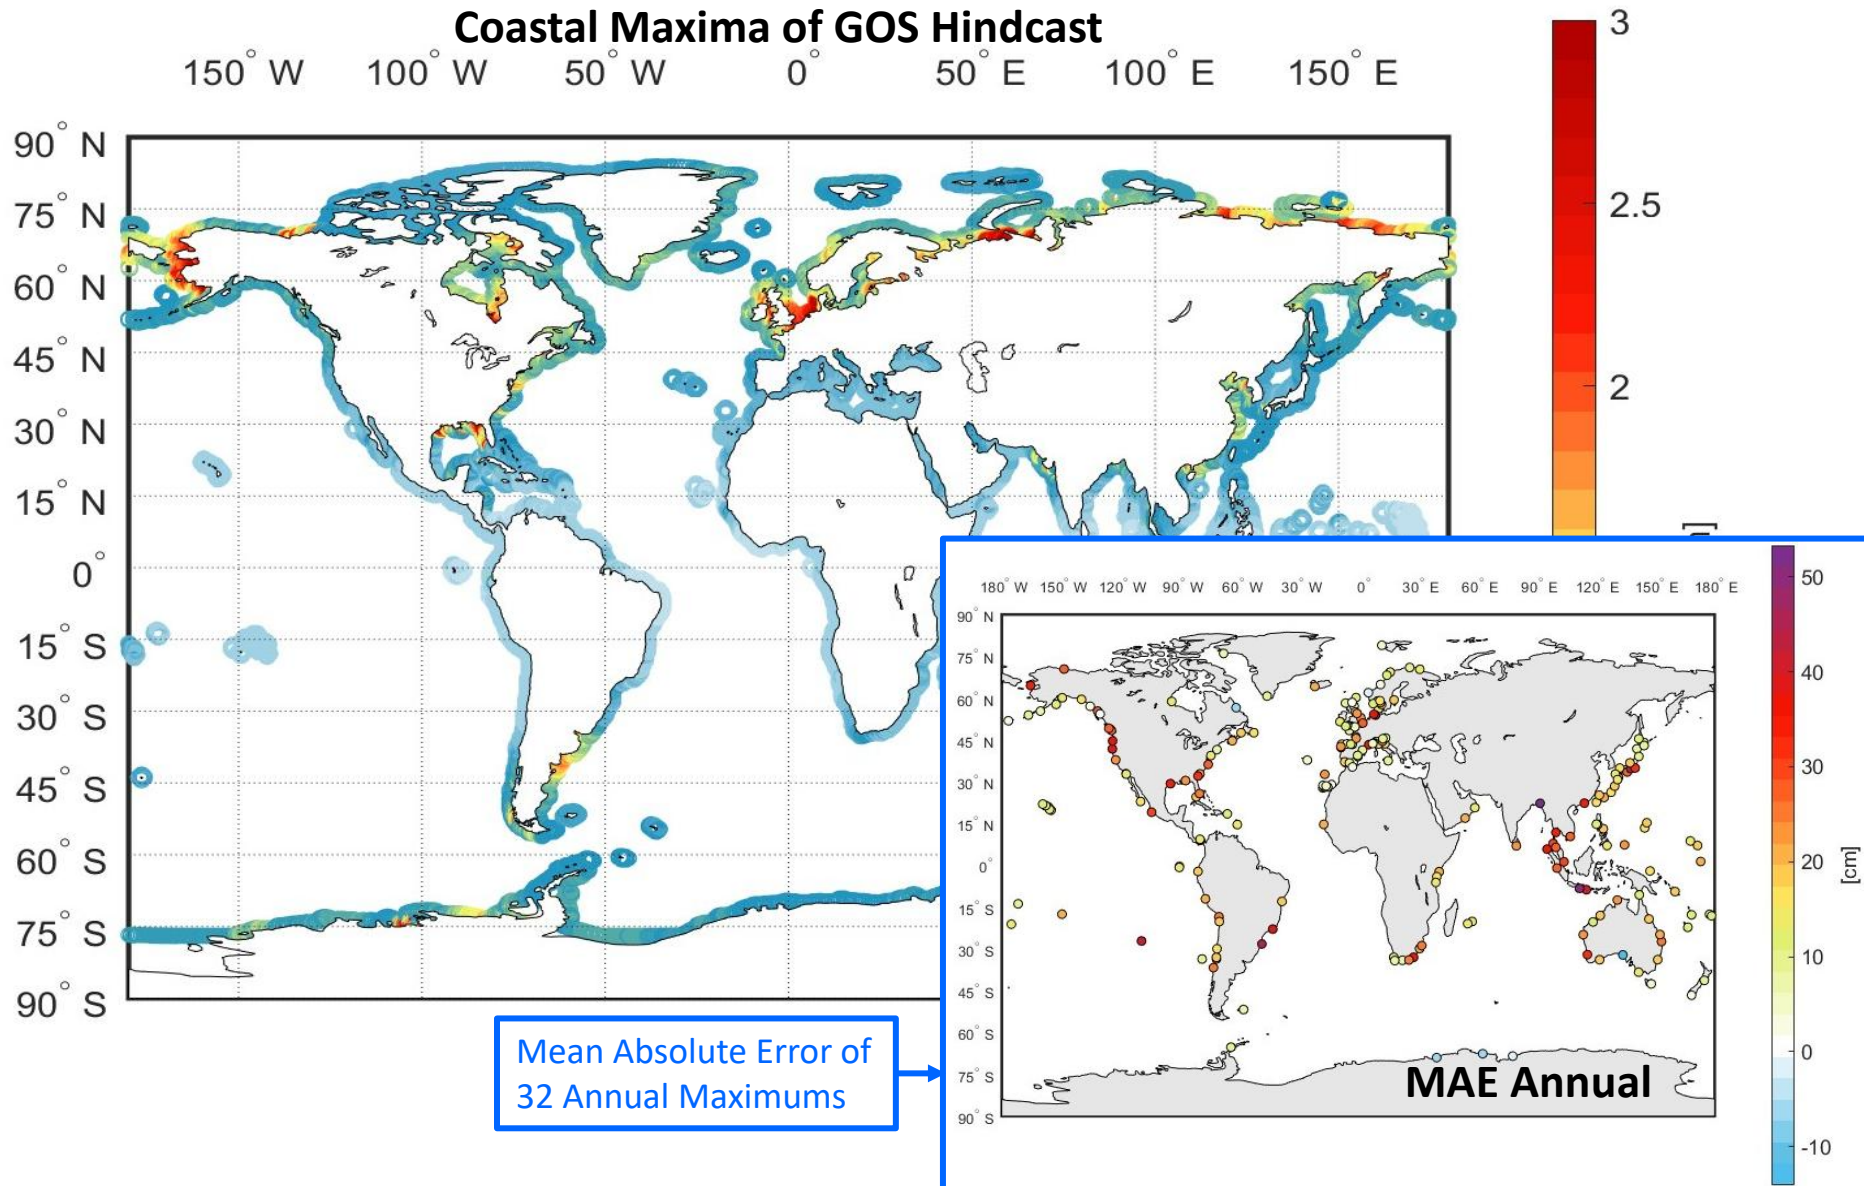 Coastal Maxima of GOS Hindcast
150° W 100° W 50° W 0° 50° E 100° E 150° E
90° N
75° N
60° N
45° N
30° N
15° N
0°
15° S
30° S
45° S
60° S
75° S
90° S
3
2.5
2
180° W 150° W 120° W 90° W 60° W 30° W 0° 30° E 60° E 90° E 120° E 150° E 180° E
90° N
75° N
60° N
45° N
30° N
15° N
0°
15° S
30° S
45° S
60° S
75° S
90° S
MAE Annual
50
40
30
20
10
0
-10
[cm]
Mean Absolute Error of
32 Annual Maximums